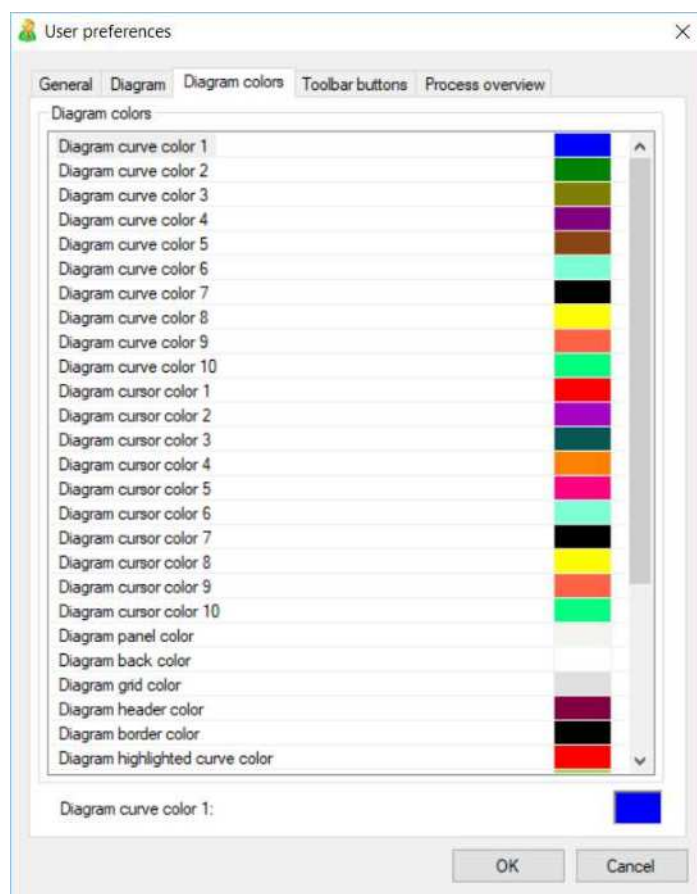 User preferences
General Diagram Diagram colors Toolbar buttons Process overview
Diagram colors
Diagram curve color 1
Diagram curve color 2
Diagram curve color 3
Diagram curve color 4
Diagram curve color 5
Diagram curve color 6
Diagram curve color 7
Diagram curve color 8
Diagram curve color 9
Diagram curve color 10
Diagram cursor color 1
Diagram cursor color 2
Diagram cursor color 3
Diagram cursor color 4
Diagram cursor color 5
Diagram cursor color 6
Diagram cursor color 7
Diagram cursor color 8
Diagram cursor color 9
Diagram cursor color 10
Diagram panel color
Diagram back color
Diagram grid color
Diagram header color
Diagram border color
Diagram highlighted curve color
Diagram curve color 1:
OK Cancel